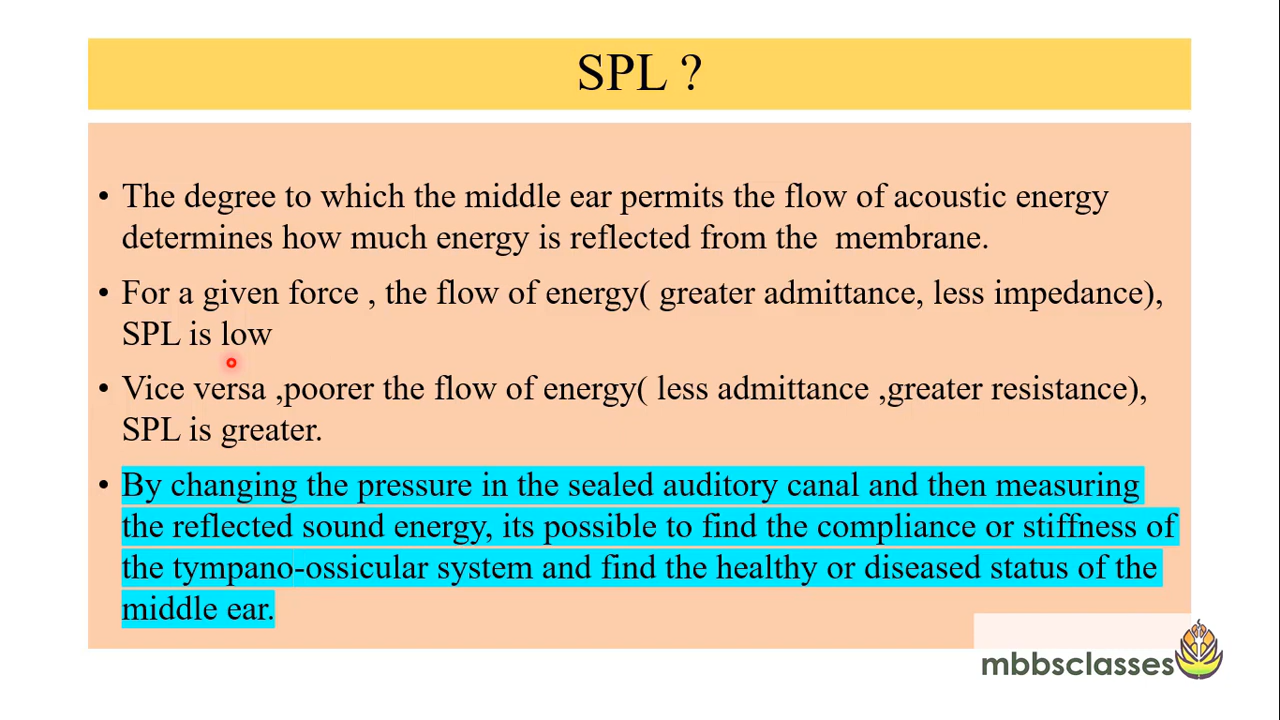 SPL ?
• The degree to which the middle ear permits the flow of acoustic energy
determines how much energy is reflected from the  membrane.
• For a given force , the flow of energy( greater admittance, less impedance),
SPL is low
• Vice versa ,poorer the flow of energy( less admittance ,greater resistance),
SPL is greater.
• By changing the pressure in the sealed auditory canal and then measuring
the reflected sound energy, its possible to find the compliance or stiffness of
the tympano-ossicular system and find the healthy or diseased status of the
middle ear.
mbbsclasses